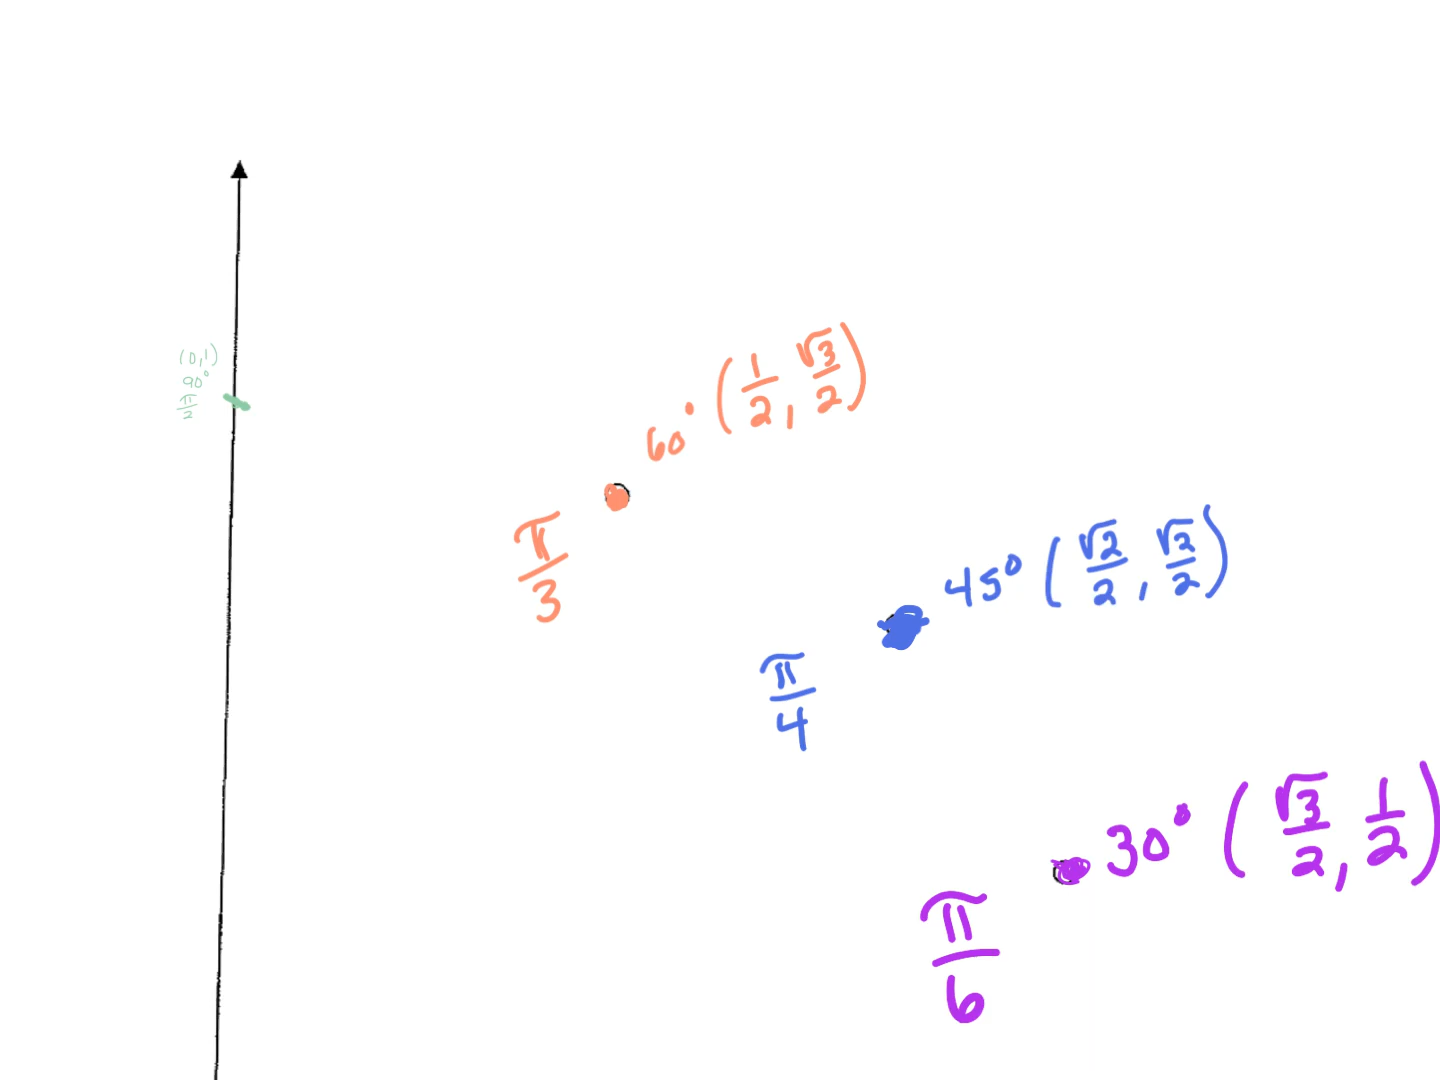 (0,1)
90°
π/2
60° (1/2, √3/2)
π/3
45° (√2/2, √2/2)
π/4
30° (√3/2, 1/2)
π/6